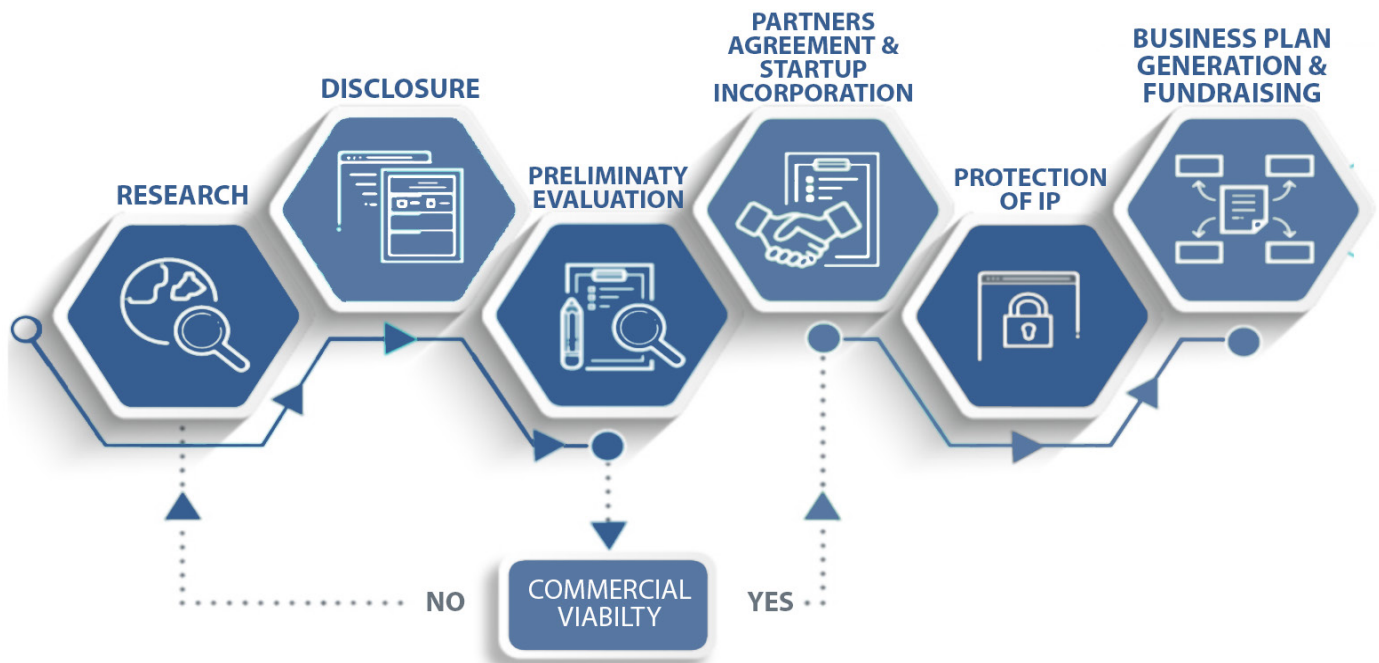 RESEARCH
DISCLOSURE
PRELIMINATY
EVALUATION
PARTNERS
AGREEMENT &
STARTUP
INCORPORATION
PROTECTION
OF IP
BUSINESS PLAN
GENERATION &
FUNDRAISING
NO
COMMERCIAL
VIABILTY
YES